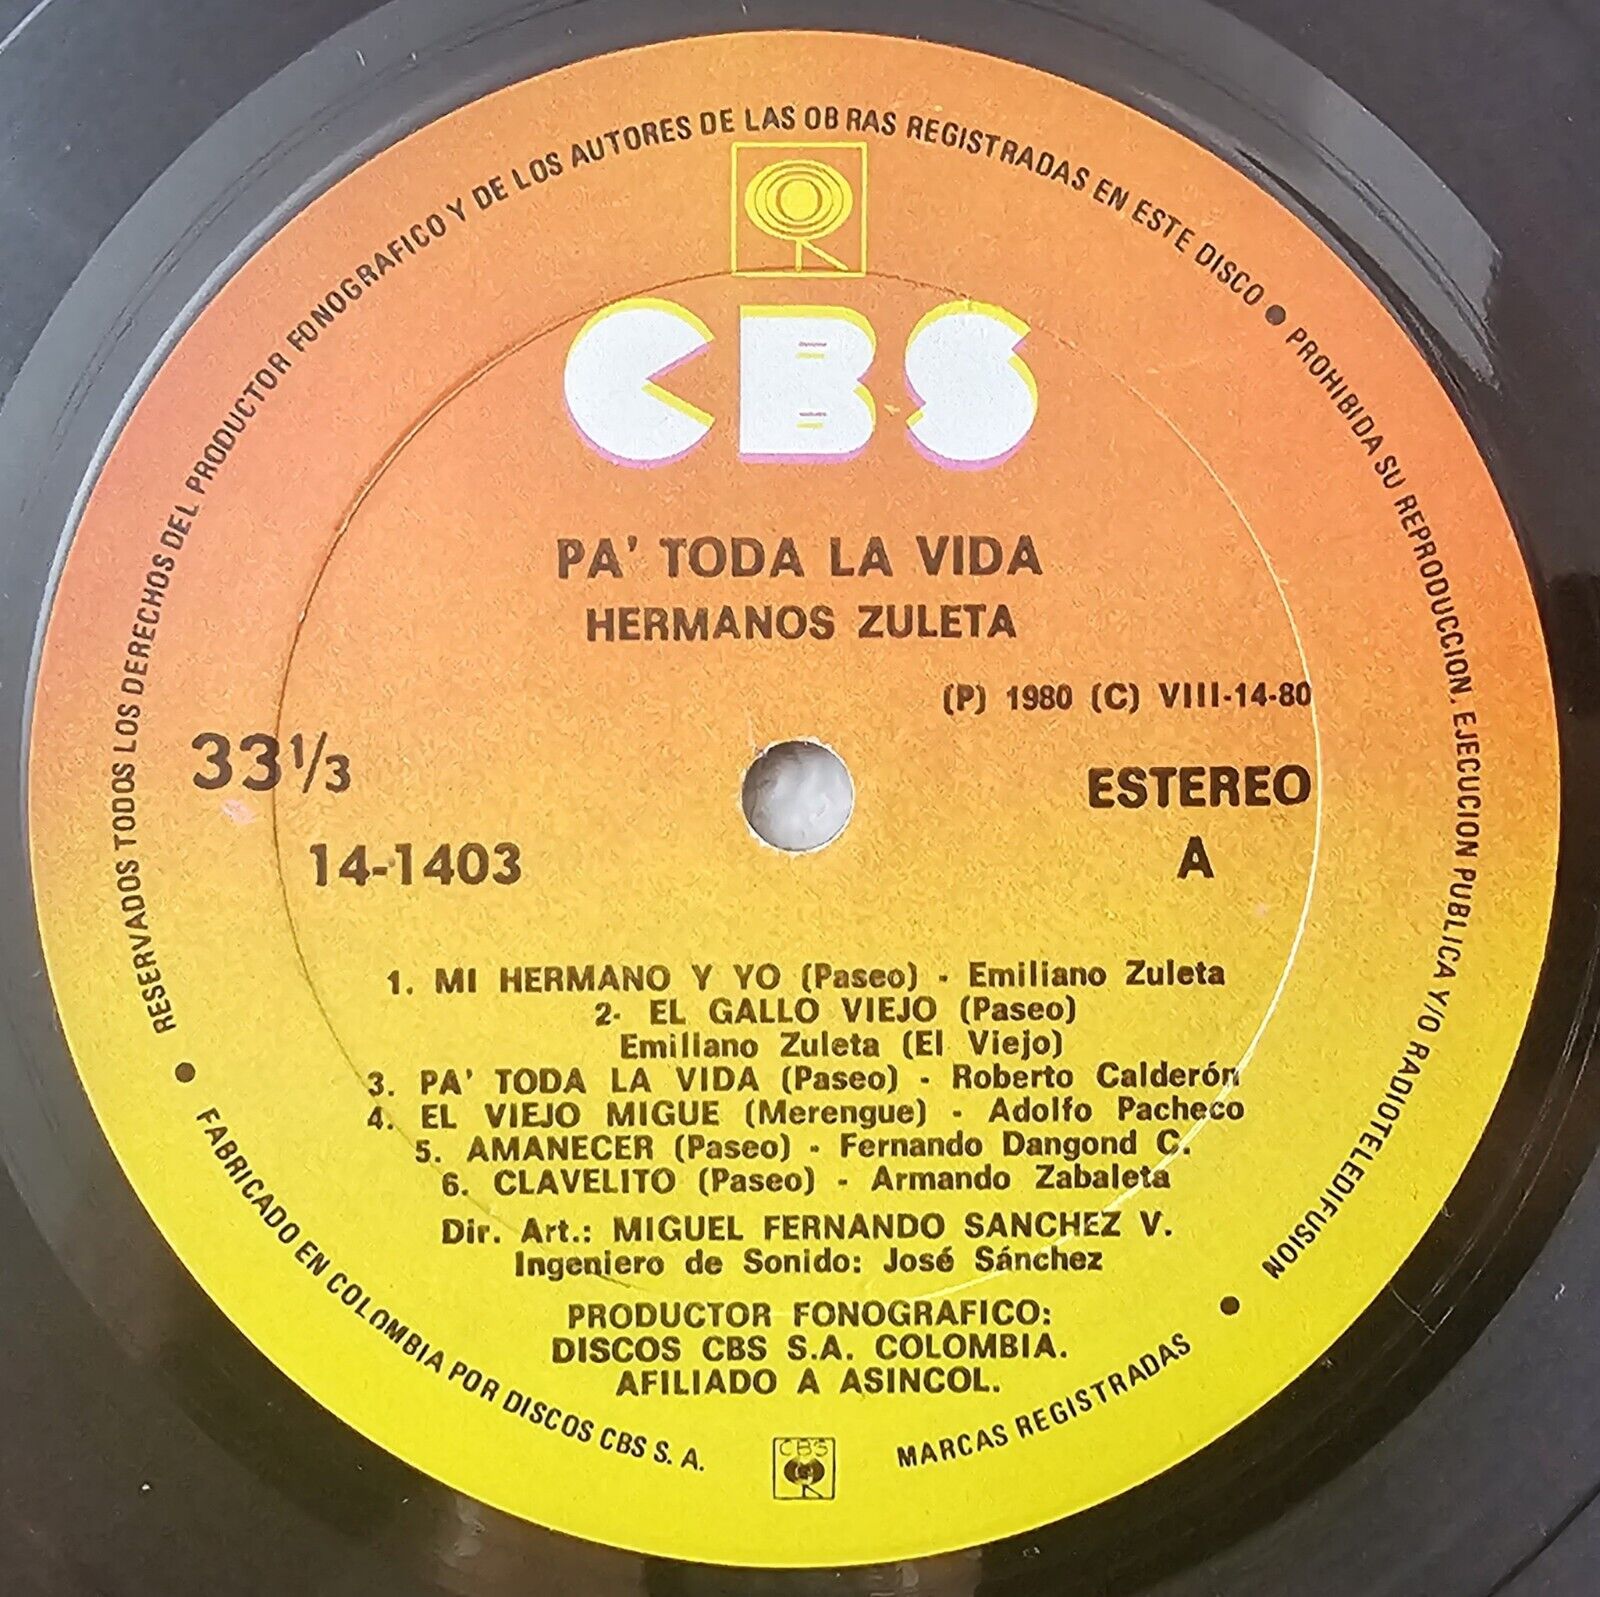 RESERVADOS TODOS LOS DERECHOS DEL PRODUCTOR FONOGRAFICO Y DE LOS AUTORES DE LAS OBRAS REGISTRADAS EN ESTE DISCO • PROHIBIDA SU REPRODUCCION. EJECUCION PUBLICA Y/O RADIOTELEDIFUSION
CBS
PA' TODA LA VIDA
HERMANOS ZULETA
(P) 1980 (C) VIII-14-80
33 1/3
ESTEREO
14-1403
A
1. MI HERMANO Y YO (Paseo) - Emiliano Zuleta
2- EL GALLO VIEJO (Paseo)
Emiliano Zuleta (El Viejo)
3. PA' TODA LA VIDA (Paseo) - Roberto Calderón
4. EL VIEJO MIGUE (Merengue) - Adolfo Pacheco
5. AMANECER (Paseo) - Fernando Dangond C.
6. CLAVELITO (Paseo) - Armando Zabaleta
Dir. Art.: MIGUEL FERNANDO SANCHEZ V.
Ingeniero de Sonido: José Sánchez
PRODUCTOR FONOGRAFICO:
DISCOS CBS S.A. COLOMBIA.
AFILIADO A ASINCOL.
• FABRICADO EN COLOMBIA POR DISCOS CBS S. A.
CBS
MARCAS REGISTRADAS •